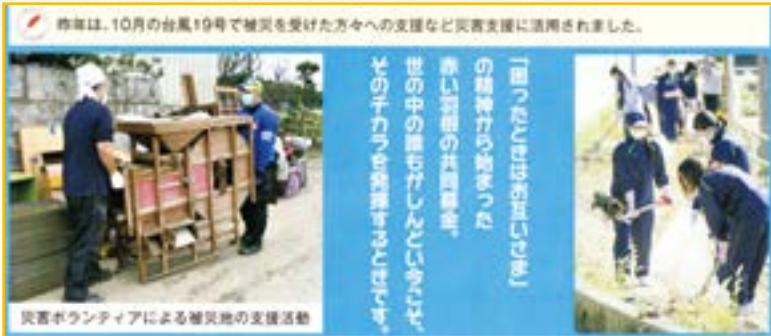 昨年は、10月の台風19号で被災を受けた方々への支援など災害支援に活用されました。
「困ったときはお互いさま」
の精神から始まった
赤い羽根の共同募金。
世の中の誰もがしんどい今こそ、
そのチカラを発揮するときです。
災害ボランティアによる被災地の支援活動